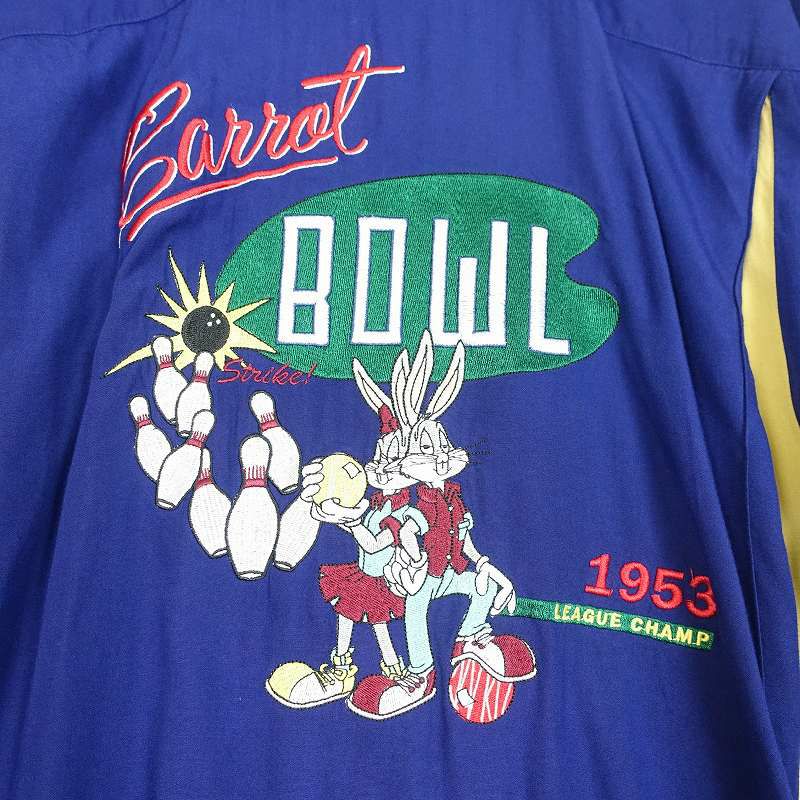 Carrot
BOWL
Strike!
1953
LEAGUE CHAMP